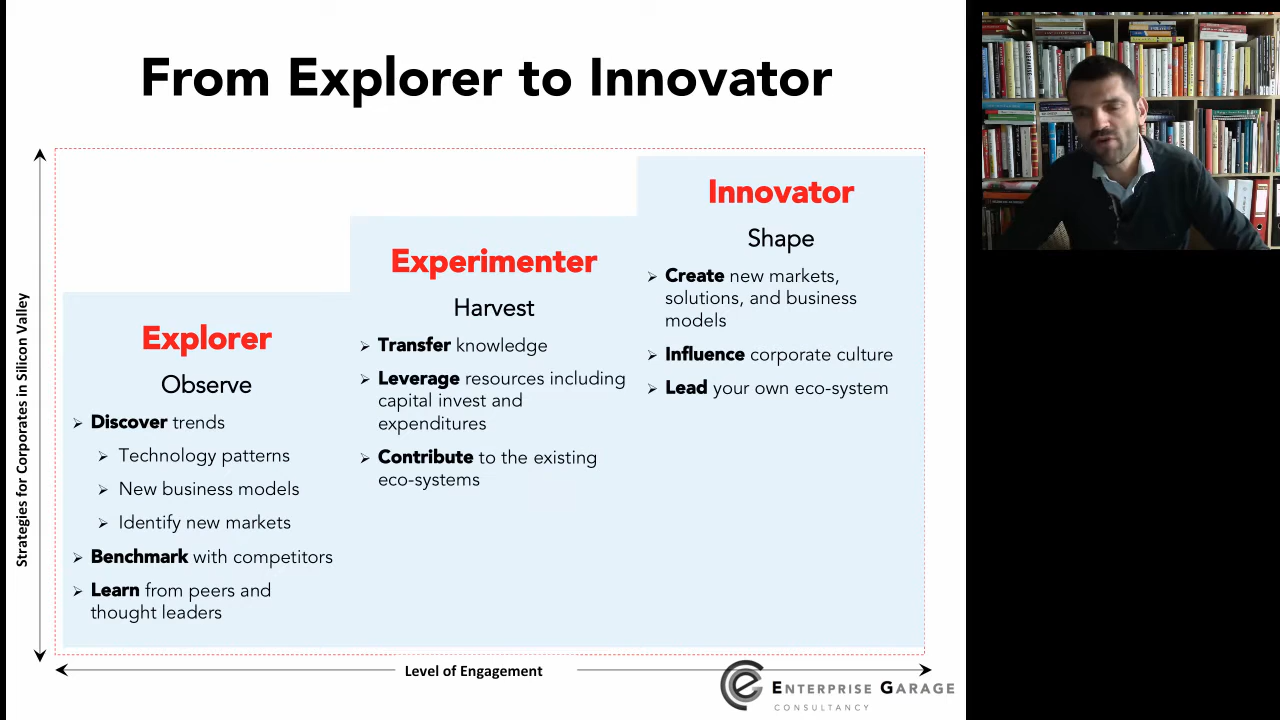 From Explorer to Innovator
Strategies for Corporates in Silicon Valley
Explorer
Observe
Discover trends
Technology patterns
New business models
Identify new markets
Benchmark with competitors
Learn from peers and
thought leaders
Experimenter
Harvest
Transfer knowledge
Leverage resources including
capital invest and
expenditures
Contribute to the existing
eco-systems
Innovator
Shape
Create new markets,
solutions, and business
models
Influence corporate culture
Lead your own eco-system
Level of Engagement
ENTERPRISE GARAGE
CONSULTANCY